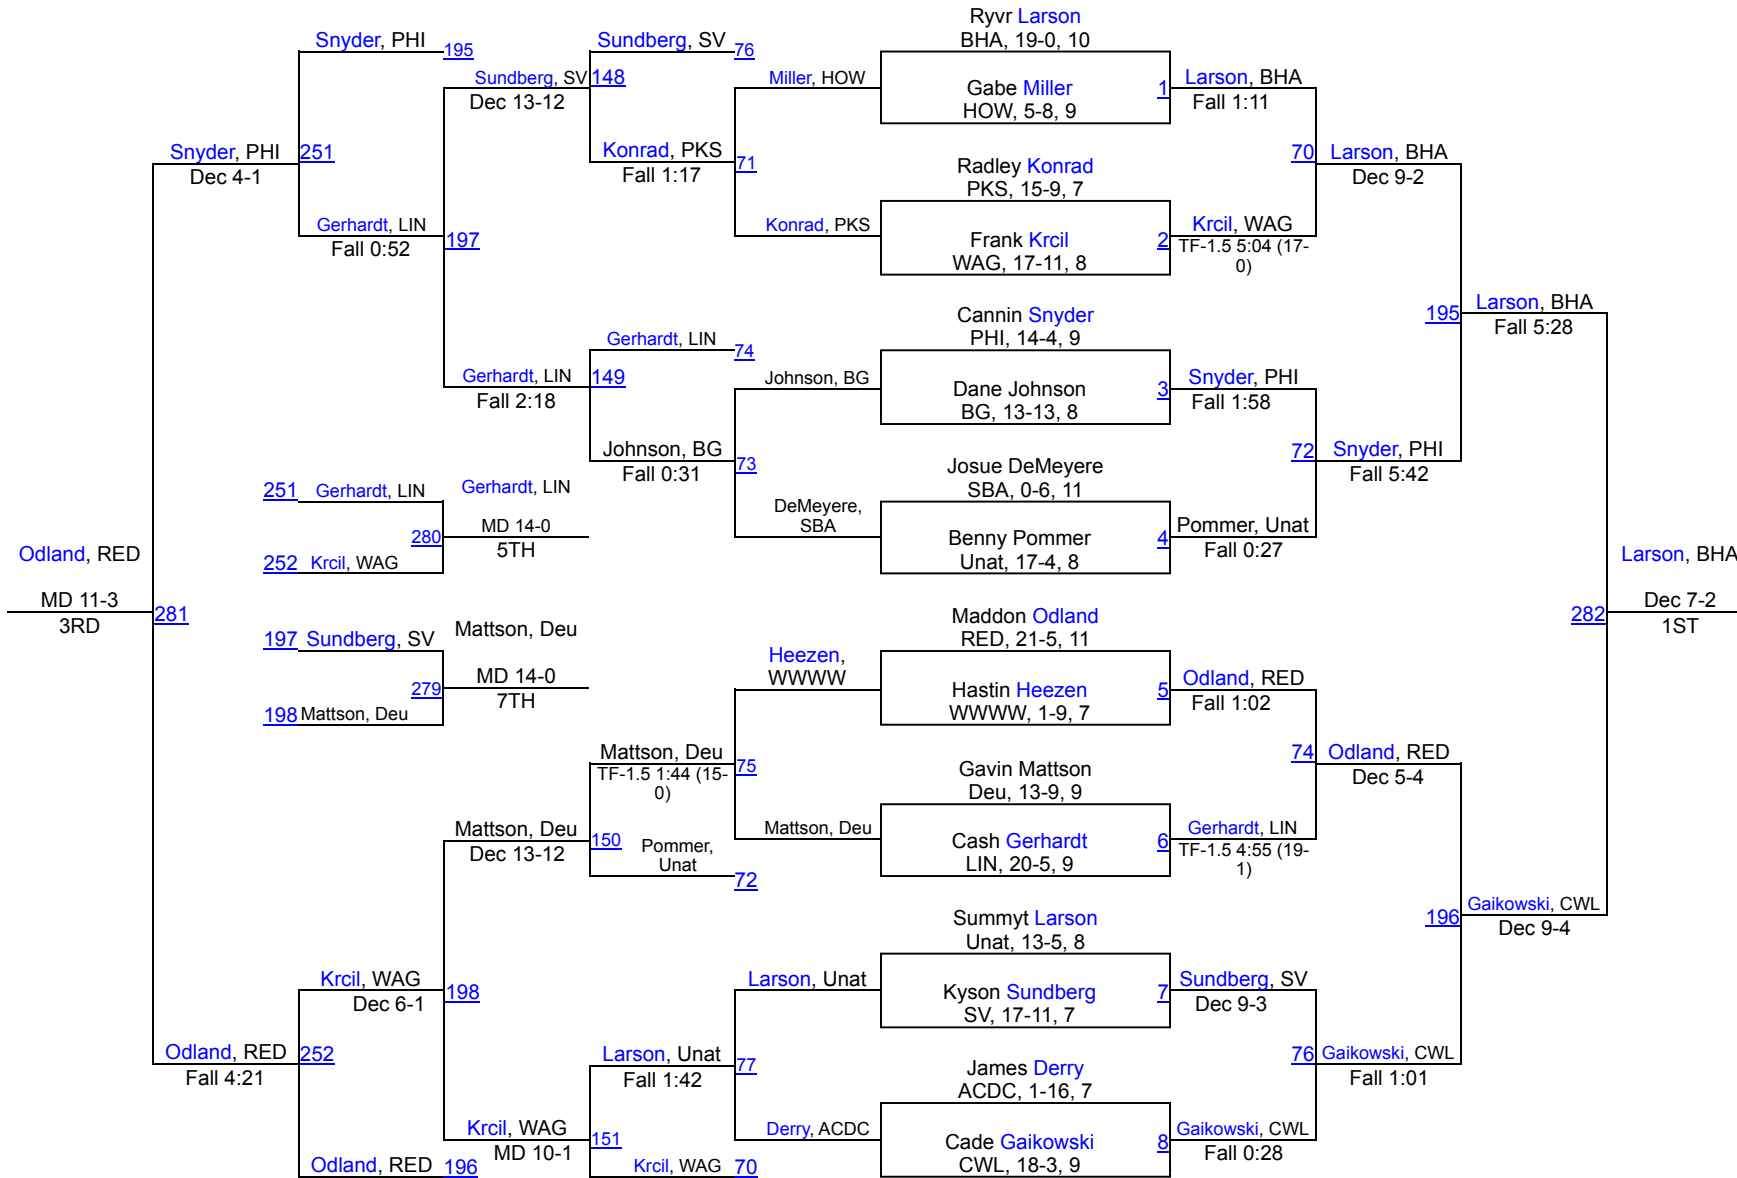 Ryvr Larson
BHA, 19-0, 10
Snyder, PHI
195
Sundberg, SV
76
Sundberg, SV
148
Dec 13-12
Miller, HOW
Gabe Miller
HOW, 5-8, 9
1
Larson, BHA
Fall 1:11
Snyder, PHI
251
Dec 4-1
Konrad, PKS
71
Fall 1:17
Radley Konrad
PKS, 15-9, 7
70
Larson, BHA
Dec 9-2
Gerhardt, LIN
197
Fall 0:52
Konrad, PKS
Frank Krcil
WAG, 17-11, 8
2
Krcil, WAG
TF-1.5 5:04 (17-
0)
Cannin Snyder
PHI, 14-4, 9
195
Larson, BHA
Fall 5:28
Gerhardt, LIN
74
Gerhardt, LIN
149
Fall 2:18
Johnson, BG
Dane Johnson
BG, 13-13, 8
3
Snyder, PHI
Fall 1:58
Johnson, BG
73
Fall 0:31
Josue DeMeyere
SBA, 0-6, 11
72
Snyder, PHI
Fall 5:42
251
Gerhardt, LIN
Gerhardt, LIN
280
MD 14-0
5TH
DeMeyere,
SBA
Benny Pommer
Unat, 17-4, 8
4
Pommer, Unat
Fall 0:27
252
Krcil, WAG
Odland, RED
MD 11-3
3RD
281
Larson, BHA
282
Dec 7-2
1ST
197
Sundberg, SV
Mattson, Deu
279
MD 14-0
7TH
198
Mattson, Deu
Maddon Odland
RED, 21-5, 11
Heezen,
WWWW
Hastin Heezen
WWWW, 1-9, 7
5
Odland, RED
Fall 1:02
Mattson, Deu
75
TF-1.5 1:44 (15-
0)
Gavin Mattson
Deu, 13-9, 9
74
Odland, RED
Dec 5-4
Mattson, Deu
150
Dec 13-12
Pommer,
Unat
72
Mattson, Deu
Cash Gerhardt
LIN, 20-5, 9
6
Gerhardt, LIN
TF-1.5 4:55 (19-
1)
Summyt Larson
Unat, 13-5, 8
196
Gaikowski, CWL
Dec 9-4
Krcil, WAG
198
Dec 6-1
Larson, Unat
Kyson Sundberg
SV, 17-11, 7
7
Sundberg, SV
Dec 9-3
Odland, RED
252
Fall 4:21
Larson, Unat
77
Fall 1:42
James Derry
ACDC, 1-16, 7
76
Gaikowski, CWL
Fall 1:01
Krcil, WAG
151
MD 10-1
Derry, ACDC
Cade Gaikowski
CWL, 18-3, 9
8
Gaikowski, CWL
Fall 0:28
Odland, RED
196
Krcil, WAG
70